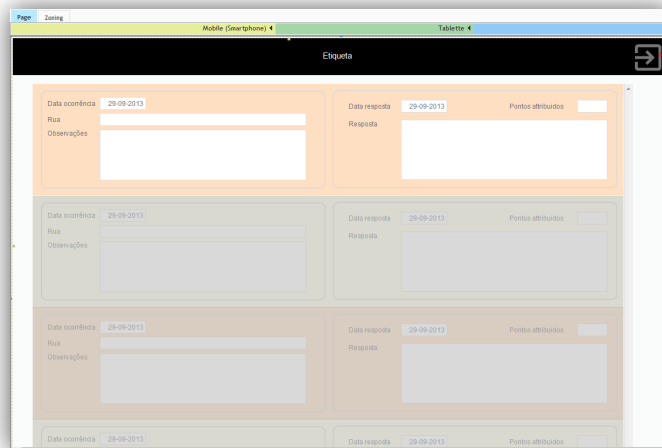 Page Zoning
Mobile (Smartphone) Tablette
Etiqueta
Data ocorrência 29-09-2013 Data resposta 29-09-2013 Pontos attribuidos
Rua Resposta
Observações
Data ocorrência 29-09-2013 Data resposta 29-09-2013 Pontos attribuidos
Rua Resposta
Observações
Data ocorrência 29-09-2013 Data resposta 29-09-2013 Pontos attribuidos
Rua Resposta
Observações
Data ocorrência 29-09-2013 Data resposta 29-09-2013 Pontos attribuidos